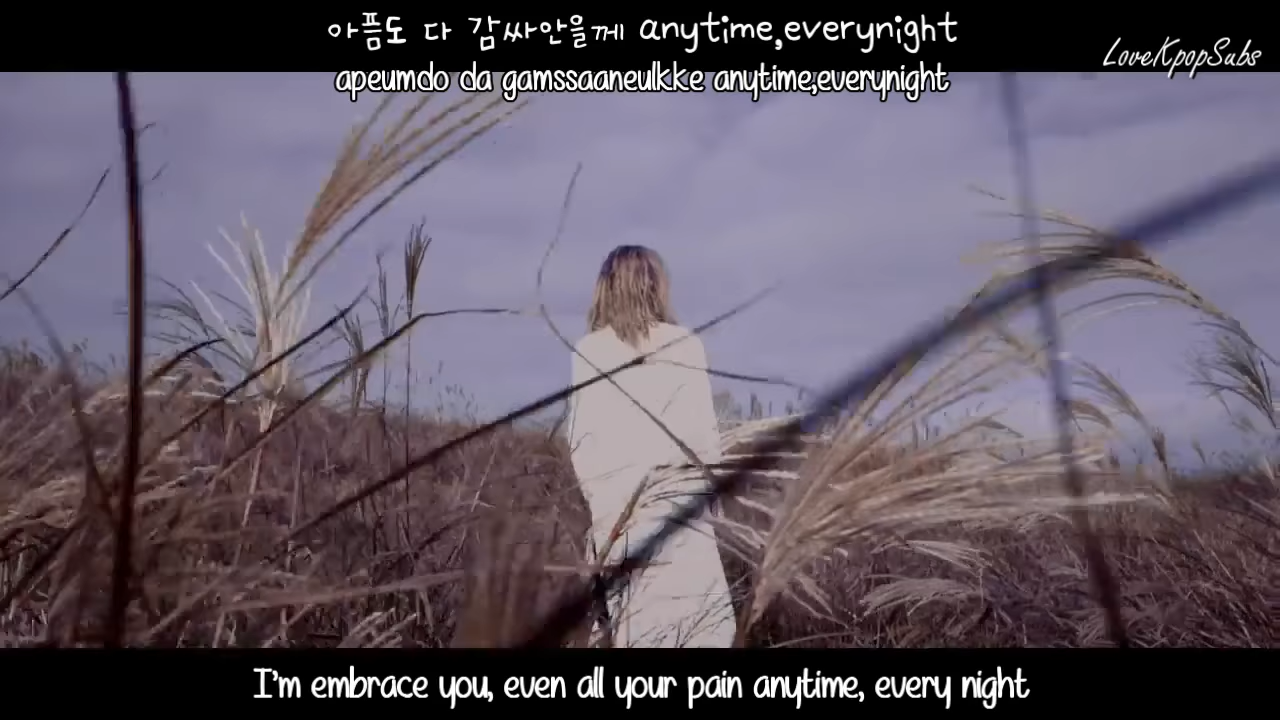 아픔도 다 감싸안을께 anytime,everynight
LoveKpopSubs
apeumdo da gamssaaneulkke anytime,everynight
I'm embrace you, even all your pain anytime, every night